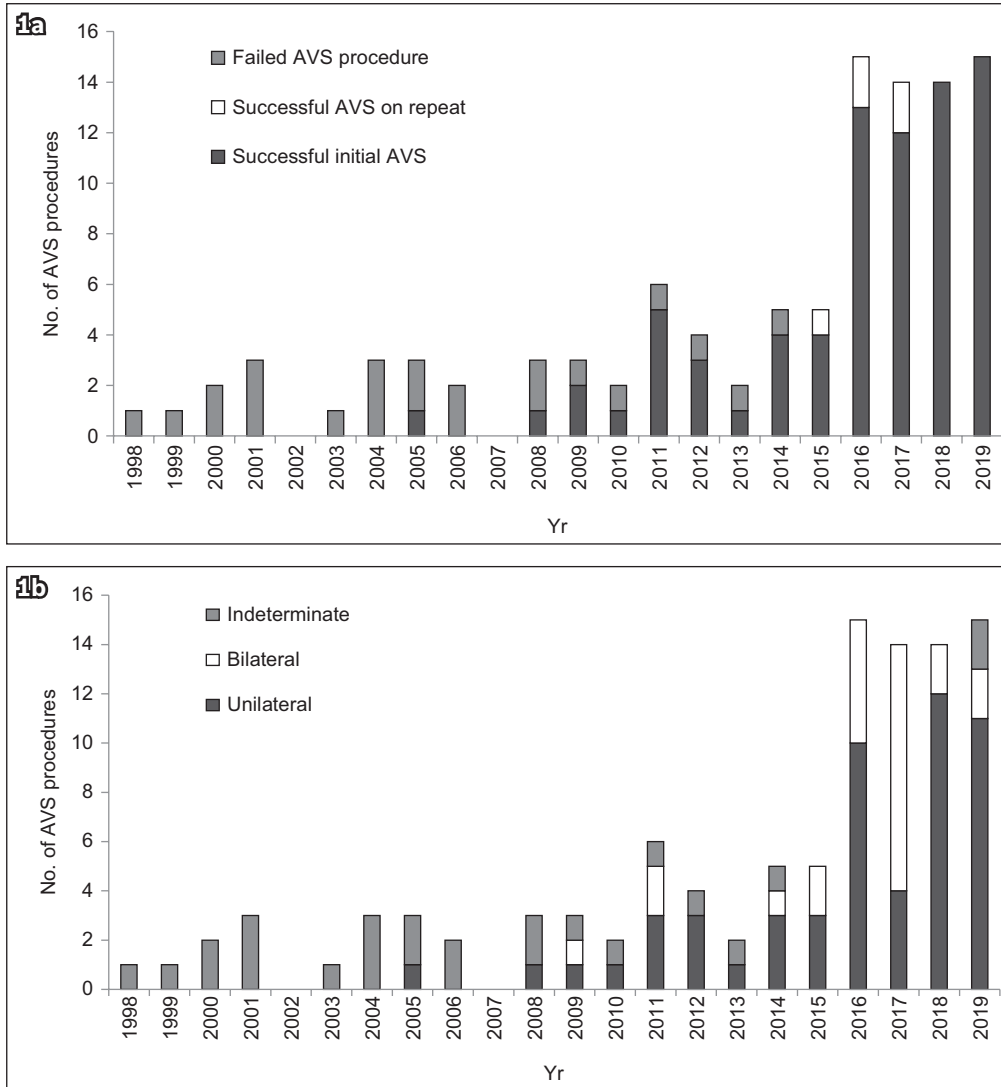 1a
16
14
12
10
8
6
4
2
0
No. of AVS procedures
Failed AVS procedure
Successful AVS on repeat
Successful initial AVS
1998 1999 2000 2001 2002 2003 2004 2005 2006 2007 2008 2009 2010 2011 2012 2013 2014 2015 2016 2017 2018 2019
Yr
1b
16
14
12
10
8
6
4
2
0
No. of AVS procedures
Indeterminate
Bilateral
Unilateral
1998 1999 2000 2001 2002 2003 2004 2005 2006 2007 2008 2009 2010 2011 2012 2013 2014 2015 2016 2017 2018 2019
Yr